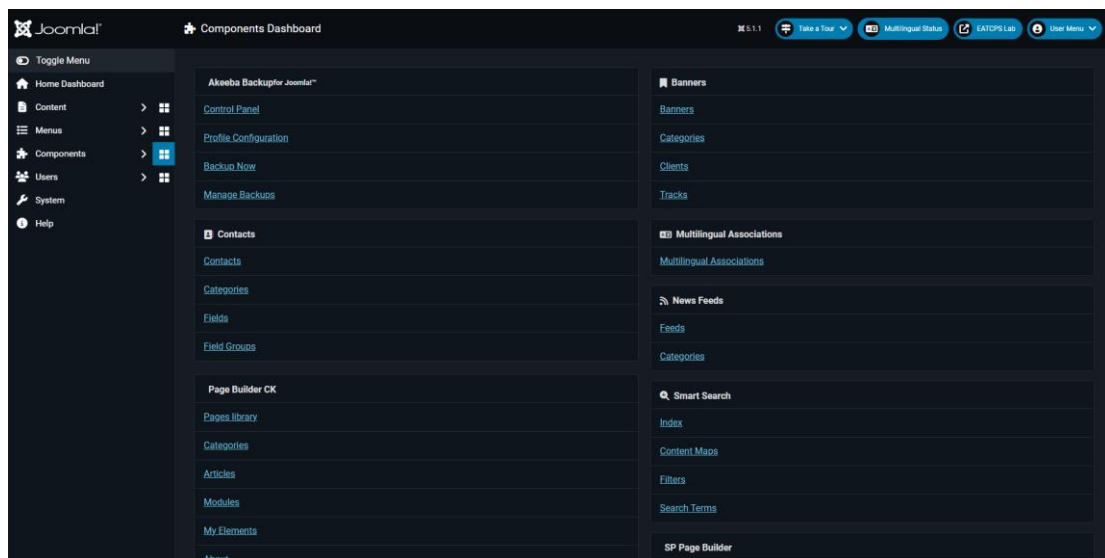 Joomla!®
Components Dashboard
5.1.1
Take a Tour
Multilingual Status
EATCPS Lab
User Menu
Toggle Menu
Home Dashboard
Content
Menus
Components
Users
System
Help
Akeeba Backup for Joomla!™
Control Panel
Profile Configuration
Backup Now
Manage Backups
Contacts
Contacts
Categories
Fields
Field Groups
Page Builder CK
Pages library
Categories
Articles
Modules
My Elements
About
Banners
Banners
Categories
Clients
Tracks
Multilingual Associations
Multilingual Associations
News Feeds
Feeds
Categories
Smart Search
Index
Content Maps
Filters
Search Terms
SP Page Builder